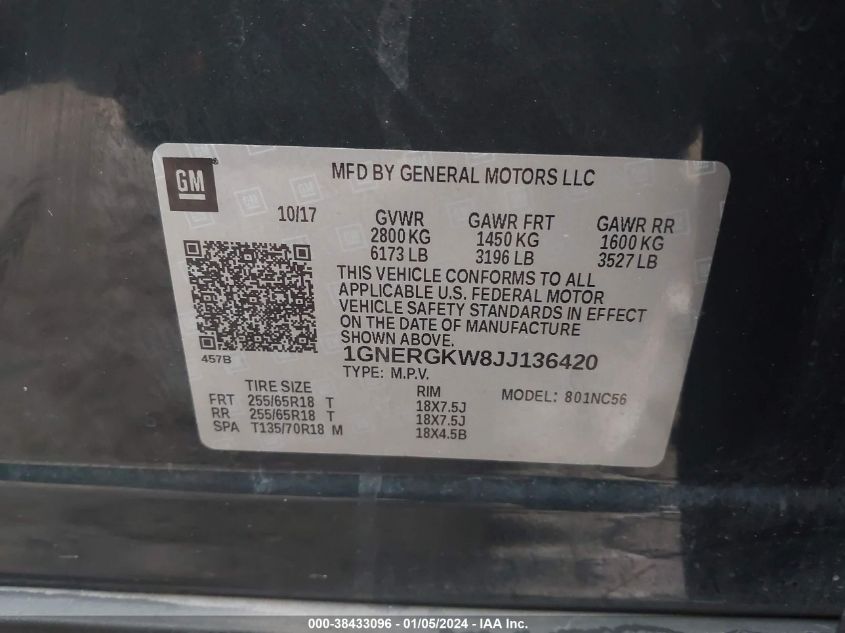 GM
MFD BY GENERAL MOTORS LLC
10/17 GVWR GAWR FRT GAWR RR
2800 KG 1450 KG 1600 KG
6173 LB 3196 LB 3527 LB
THIS VEHICLE CONFORMS TO ALL
APPLICABLE U.S. FEDERAL MOTOR
VEHICLE SAFETY STANDARDS IN EFFECT
ON THE DATE OF MANUFACTURE
SHOWN ABOVE.
457B
1GNERGKW8JJ136420
TYPE: M.P.V.
TIRE SIZE RIM MODEL: 801NC56
FRT 255/65R18 T 18X7.5J
RR 255/65R18 T 18X7.5J
SPA T135/70R18 M 18X4.5B
000-38433096 - 01/05/2024 - IAA Inc.